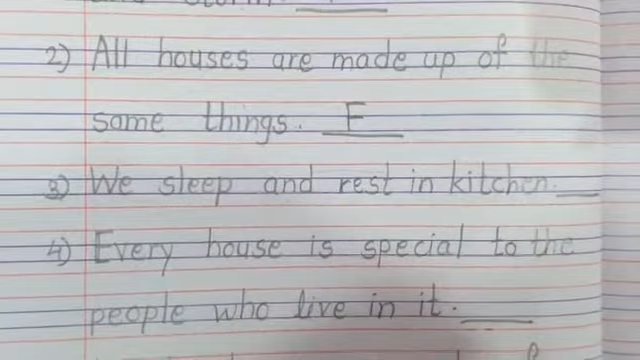 and
2) All houses are made up of the
same things. F
3) We sleep and rest in kitchen.
4) Every house is special to the
people who live in it.